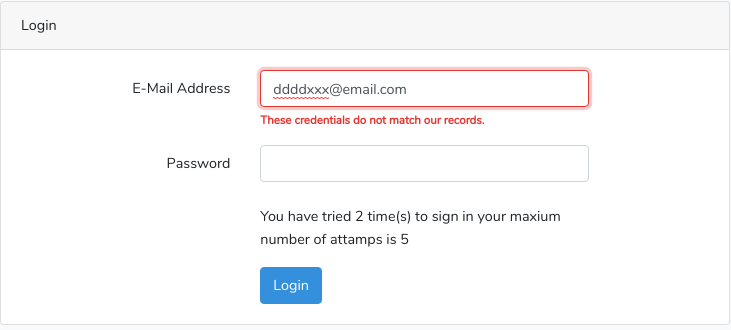 Login
E-Mail Address
ddddxxx@email.com
These credentials do not match our records.
Password
You have tried 2 time(s) to sign in your maxium
number of attamps is 5
Login